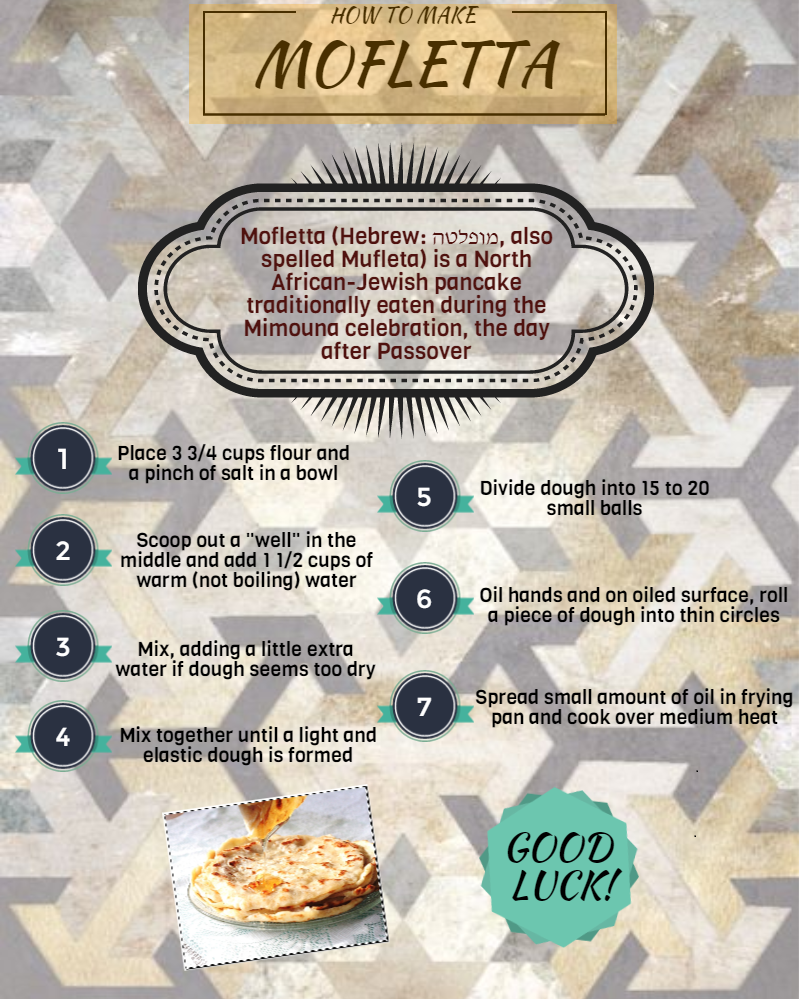 HOW TO MAKE
MOFLETTA
Mofletta (Hebrew: מופלטה, also
spelled Mufleta) is a North
African-Jewish pancake
traditionally eaten during the
Mimouna celebration, the day
after Passover
1
Place 3 3/4 cups flour and
a pinch of salt in a bowl
2
Scoop out a "well" in the
middle and add 1 1/2 cups of
warm (not boiling) water
3
Mix, adding a little extra
water if dough seems too dry
4
Mix together until a light and
elastic dough is formed
5
Divide dough into 15 to 20
small balls
6
Oil hands and on oiled surface, roll
a piece of dough into thin circles
7
Spread small amount of oil in frying
pan and cook over medium heat
GOOD
LUCK!